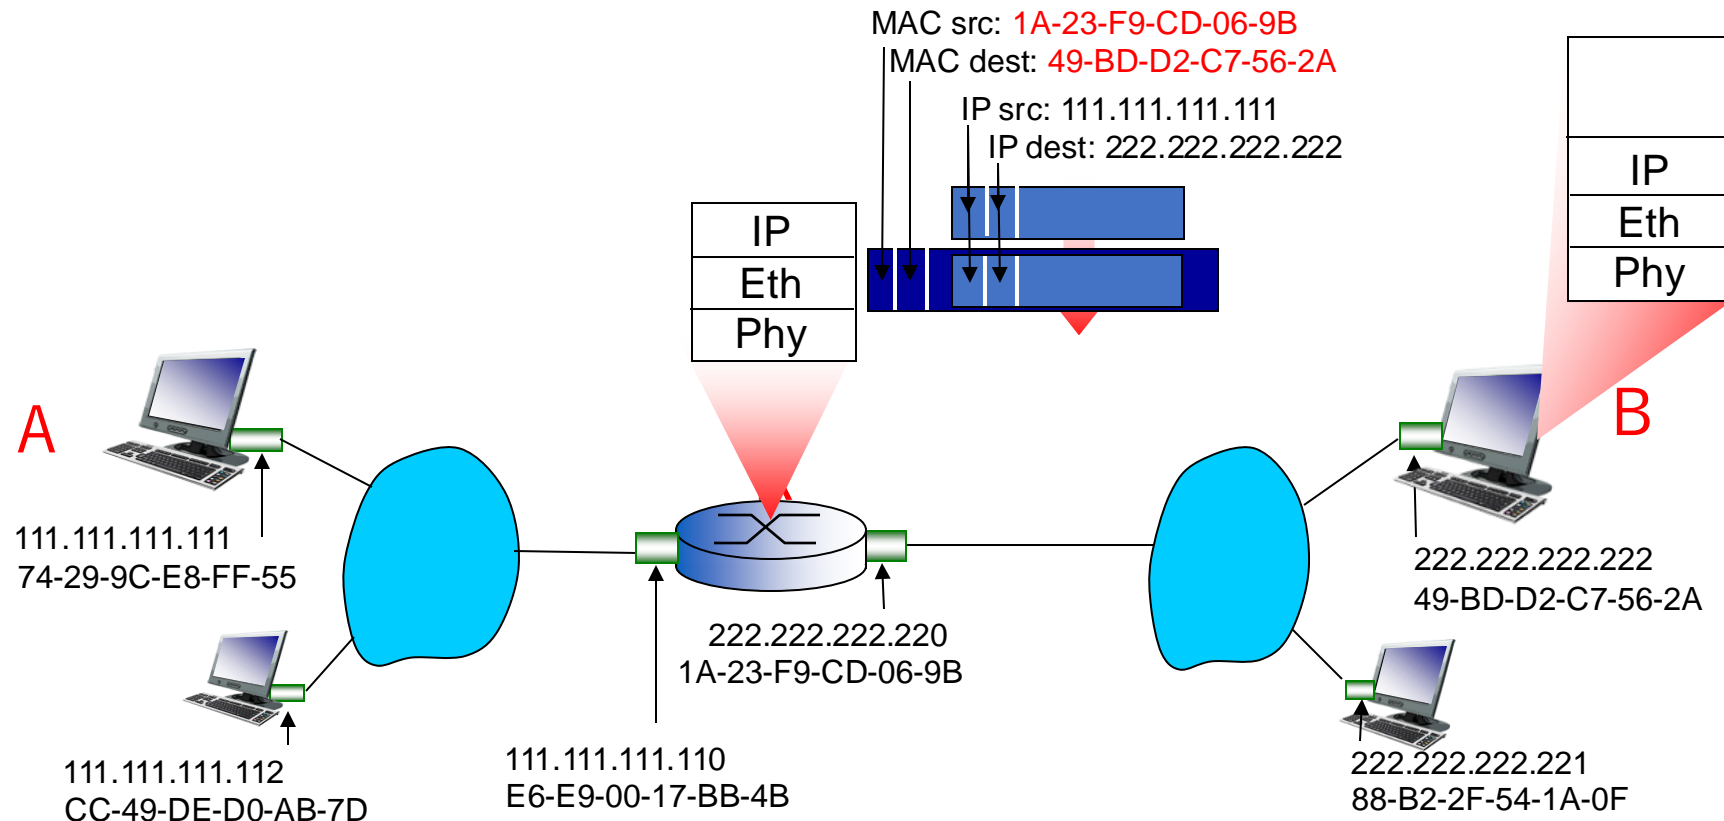 MAC src: 1A-23-F9-CD-06-9B
MAC dest: 49-BD-D2-C7-56-2A
IP src: 111.111.111.111
IP dest: 222.222.222.222
IP
Eth
Phy
IP
Eth
Phy
A
B
111.111.111.111
74-29-9C-E8-FF-55
222.222.222.222
49-BD-D2-C7-56-2A
222.222.222.220
1A-23-F9-CD-06-9B
111.111.111.112
CC-49-DE-D0-AB-7D
111.111.111.110
E6-E9-00-17-BB-4B
222.222.222.221
88-B2-2F-54-1A-0F